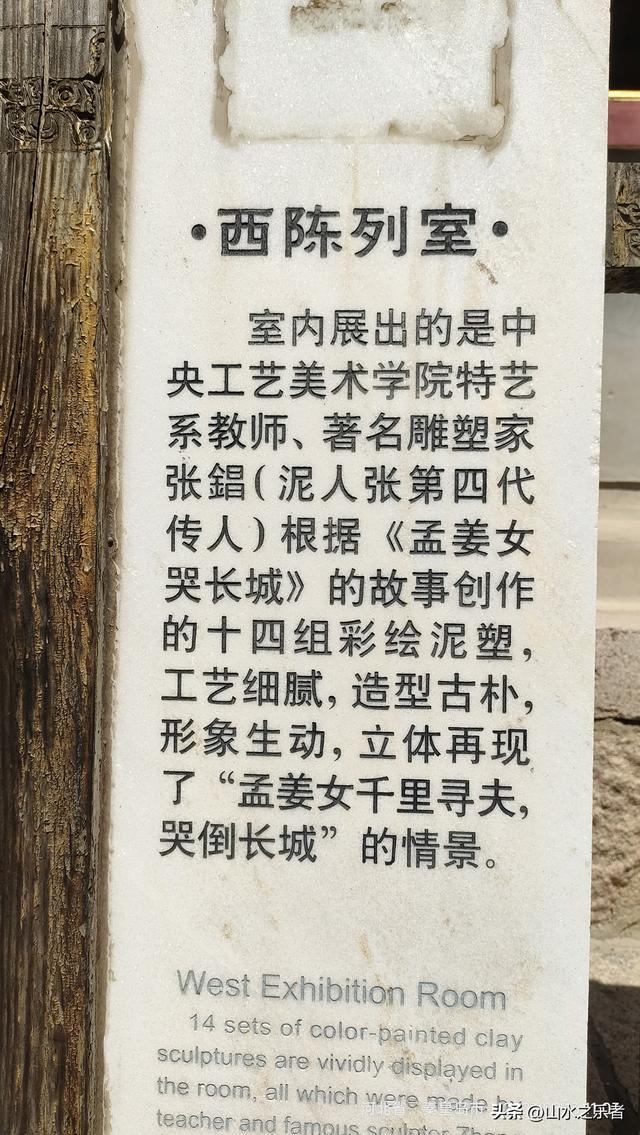 ·西陈列室·
室内展出的是中
央工艺美术学院特艺
系教师、著名雕塑家
张錩（泥人张第四代
传人）根据《孟姜女
哭长城》的故事创作
的十四组彩绘泥塑，
工艺细腻，造型古朴，
形象生动，立体再现
了“孟姜女千里寻夫，
哭倒长城”的情景。
West Exhibition Room
14 sets of color-painted clay
sculptures are vividly displayed in
the room, all which were made by
teacher and famous sculptor
头条 @山水之乐者